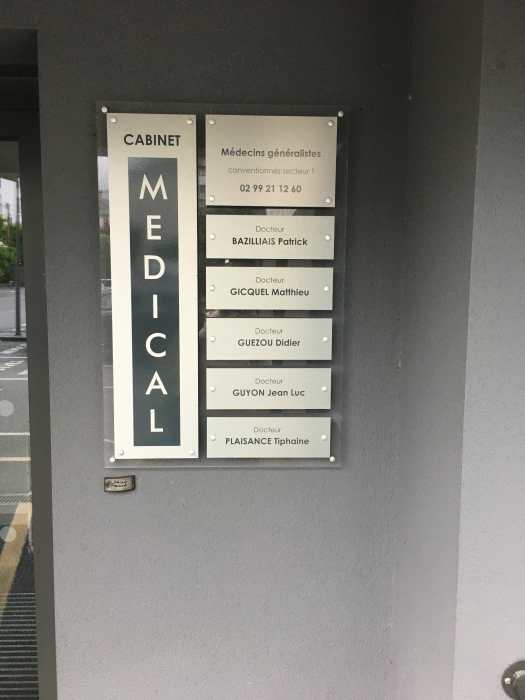 CABINET
MEDICAL
Médecins généralistes
conventionnés secteur 1
02 99 21 12 60
Docteur
BAZILLIAIS Patrick
Docteur
GICQUEL Matthieu
Docteur
GUEZOU Didier
Docteur
GUYON Jean Luc
Docteur
PLAISANCE Tiphaine